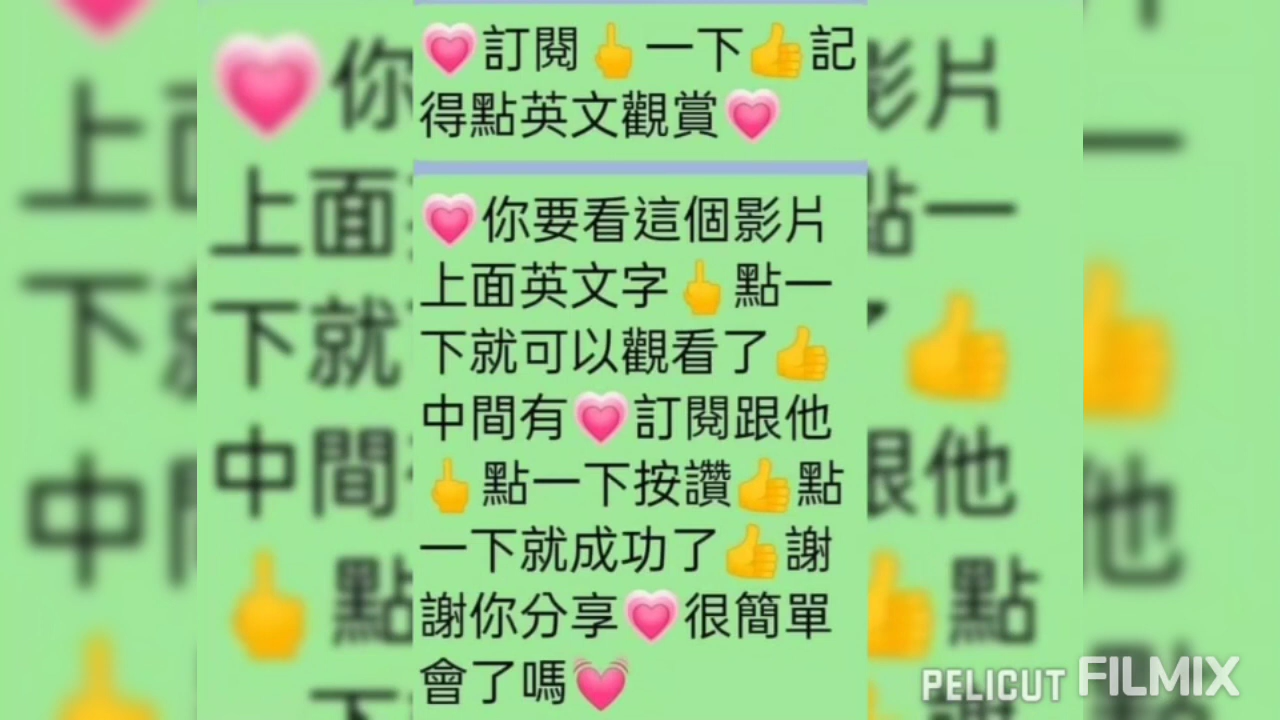 💗訂閱🖕一下👍記
得點英文觀賞💗
💗你要看這個影片
上面英文字🖕點一
下就可以觀看了👍
中間有💗訂閱跟他
🖕點一下按讚👍點
一下就成功了👍謝
謝你分享💗很簡單
會了嗎💓
PELICUT FILMIX